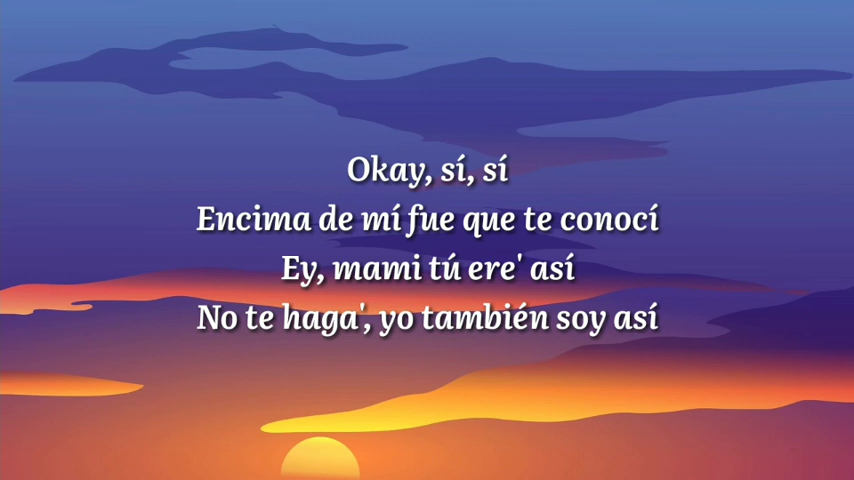 Okay, sí, sí
Encima de mí fue que te conocí
Ey, mami tú ere' así
No te haga', yo también soy así